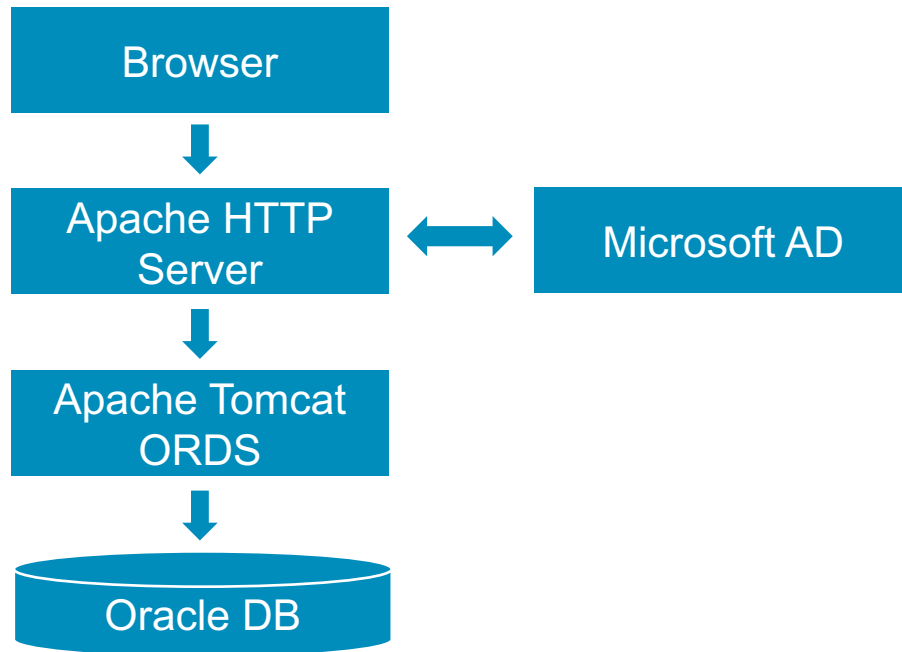 Browser
Apache HTTP
Server
Microsoft AD
Apache Tomcat
ORDS
Oracle DB